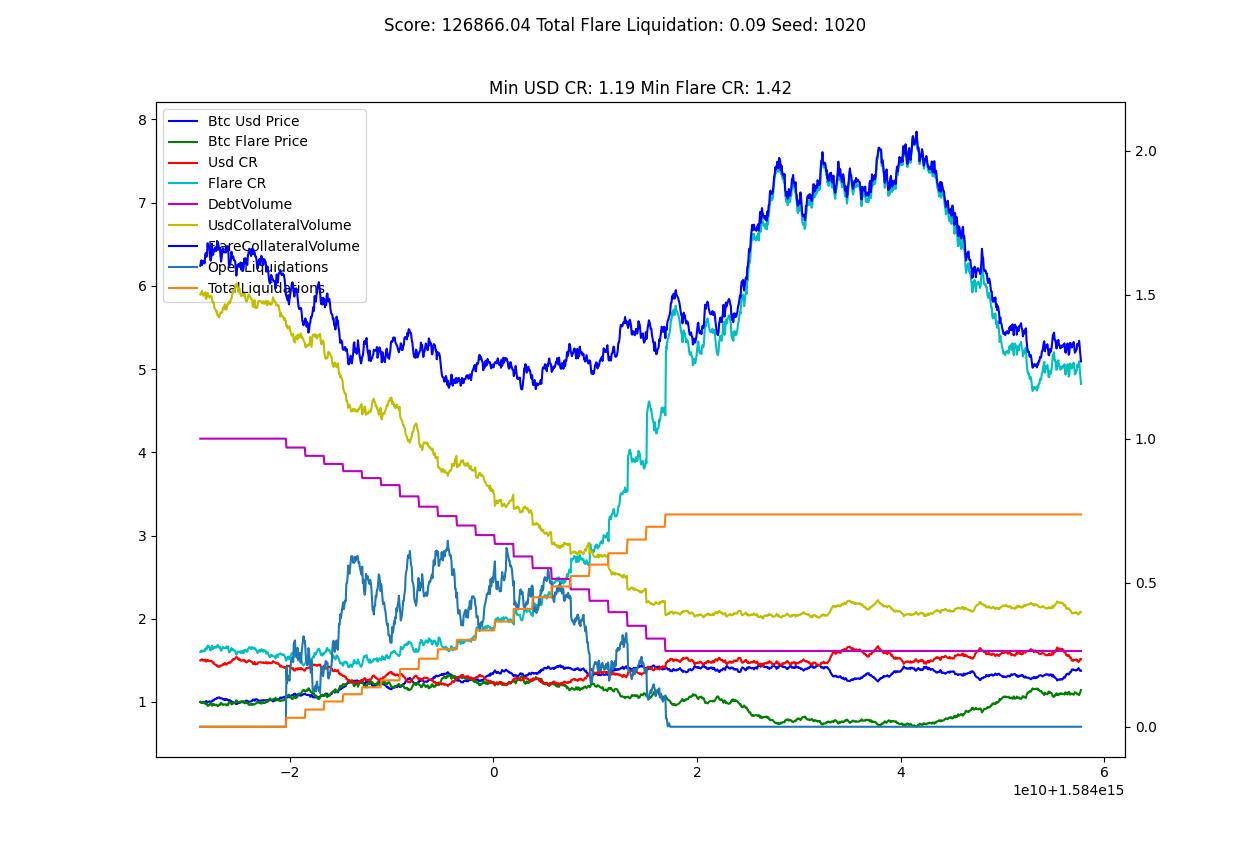 Score: 126866.04 Total Flare Liquidation: 0.09 Seed: 1020
Min USD CR: 1.19 Min Flare CR: 1.42
Btc Usd Price
Btc Flare Price
Usd CR
Flare CR
DebtVolume
UsdCollateralVolume
FlareCollateralVolume
OpenLiquidations
TotalLiquidations
8
7
6
5
4
3
2
1
2.0
1.5
1.0
0.5
0.0
−2
0
2
4
6
1e10+1.584e15